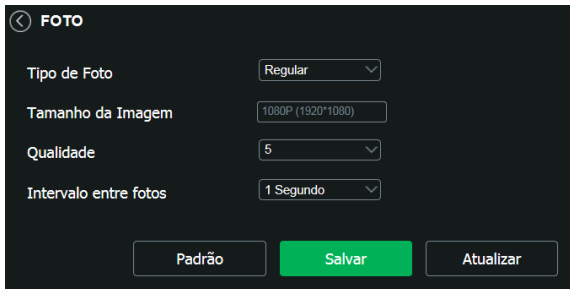 FOTO
Tipo de Foto Regular
Tamanho da Imagem 1080P (1920*1080)
Qualidade 5
Intervalo entre fotos 1 Segundo
Padrão Salvar Atualizar